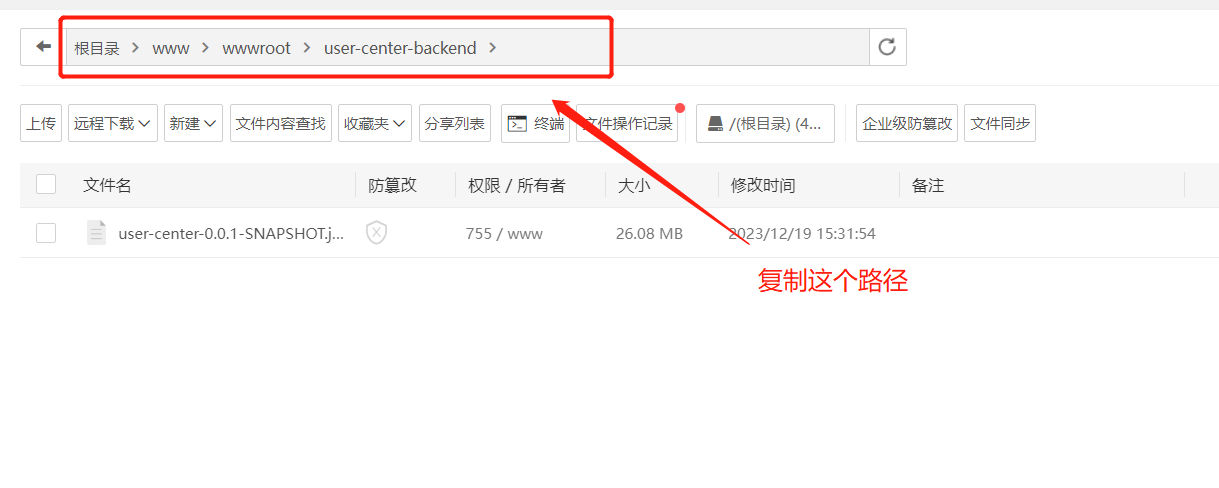 根目录 > www > wwwroot > user-center-backend >
上传 远程下载 新建 文件内容查找 收藏夹 分享列表 终端 文件操作记录 /(根目录) (4... 企业级防篡改 文件同步
文件名 防篡改 权限 / 所有者 大小 修改时间 备注
user-center-0.0.1-SNAPSHOT.j... 755 / www 26.08 MB 2023/12/19 15:31:54
复制这个路径